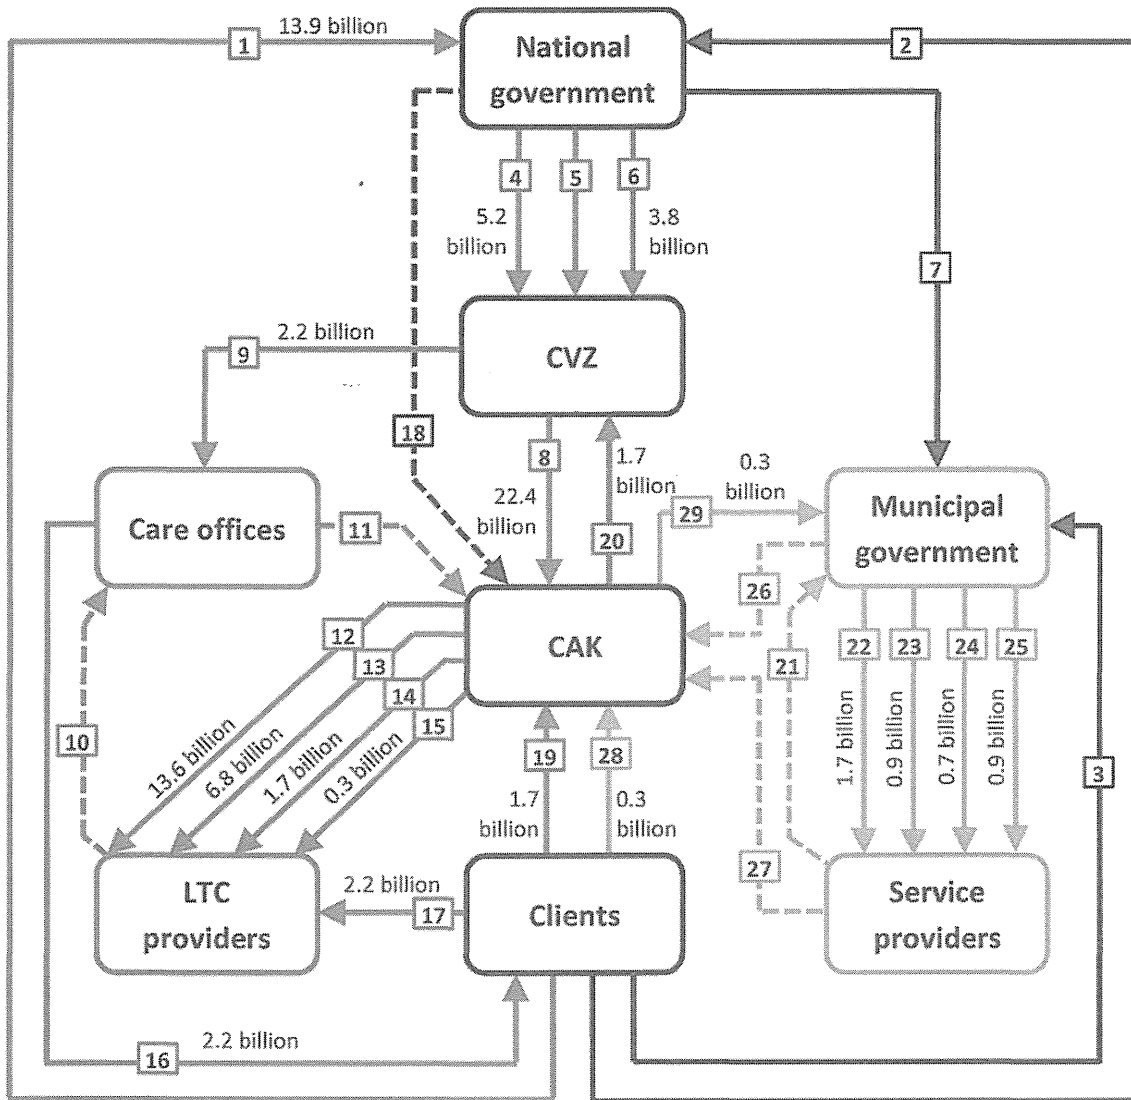 13.9 billion
1
2
National
government
4
5
6
5.2
billion
3.8
billion
7
2.2 billion
9
CVZ
18
8
1.7
billion
0.3
billion
22.4
billion
20
29
Care offices
11
Municipal
government
26
12
13
14
15
CAK
22
23
24
25
21
10
13.6 billion
6.8 billion
1.7 billion
0.3 billion
19
28
1.7 billion
0.9 billion
0.7 billion
0.9 billion
3
1.7
billion
0.3
billion
LTC
providers
2.2 billion
17
Clients
27
Service
providers
2.2 billion
16